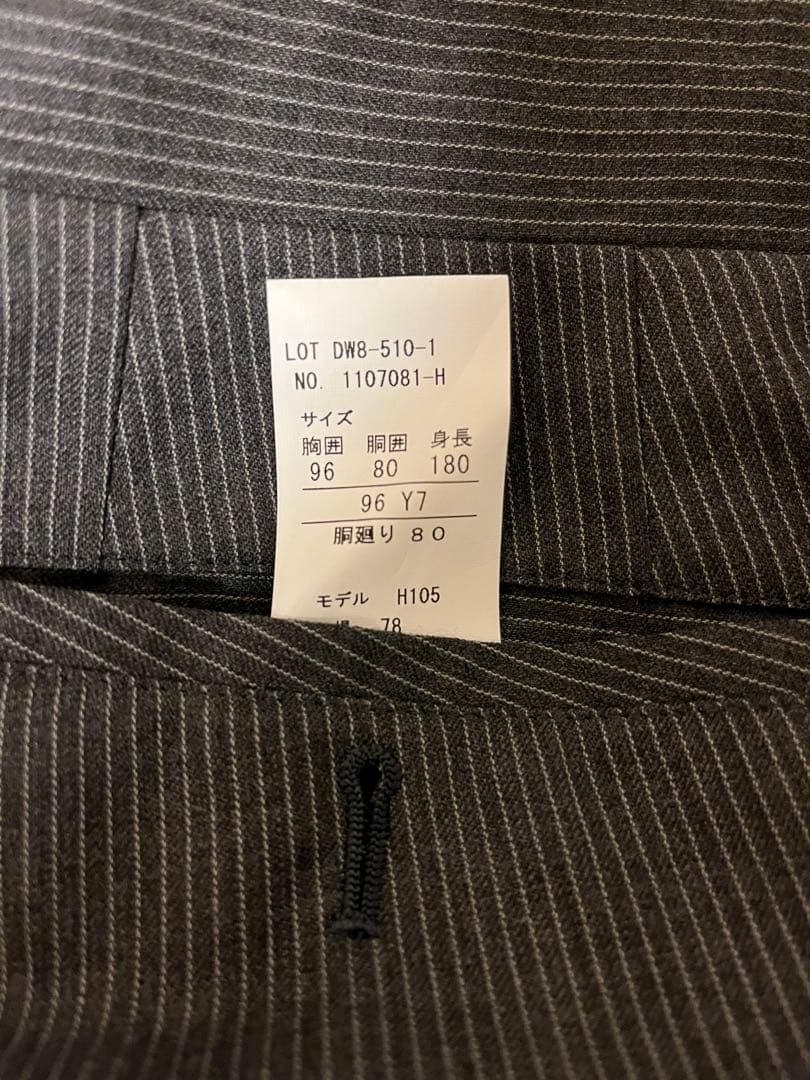 LOT DW8-510-1
NO. 1107081-H
サイズ
胸囲 胴囲 身長
96 80 180
96 Y7
胴廻り 80
モデル H105
78